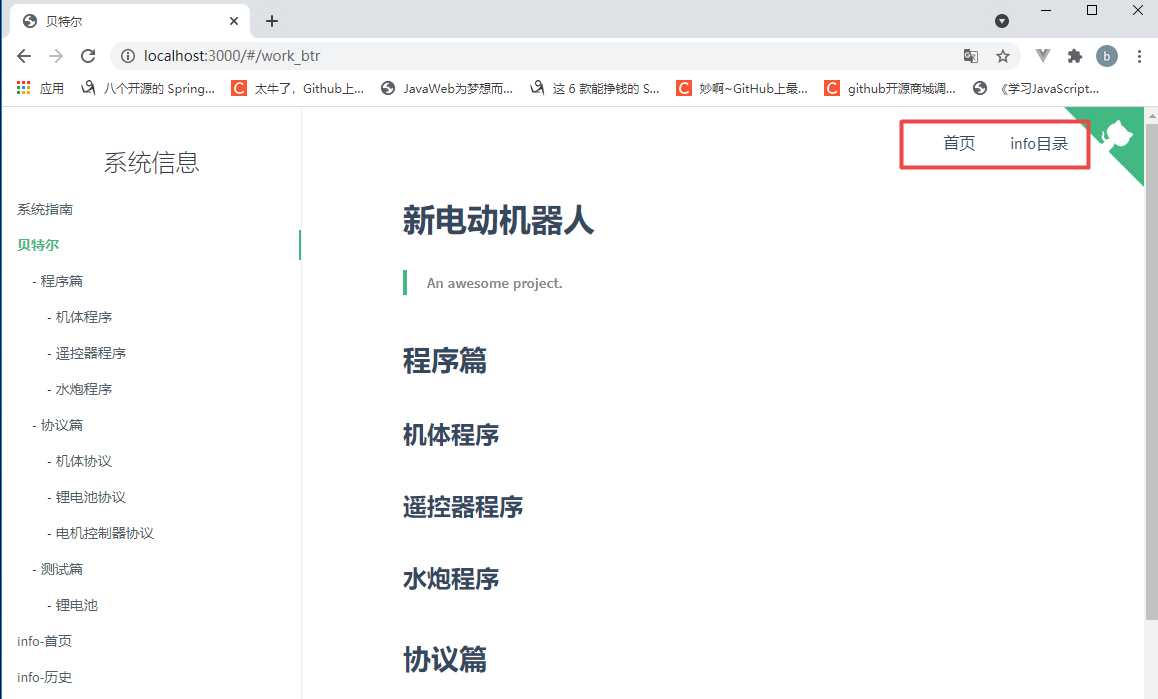 贝特尔
localhost:3000/#/work_btr
b
应用 八个开源的 Spring... 太牛了，Github上... JavaWeb为梦想而... 这 6 款能挣钱的 S... 妙啊~GitHub上最... github开源商城调... 《学习JavaScript...
首页 info目录
系统信息
系统指南
贝特尔
- 程序篇
- 机体程序
- 遥控器程序
- 水炮程序
- 协议篇
- 机体协议
- 锂电池协议
- 电机控制器协议
- 测试篇
- 锂电池
info-首页
info-历史
新电动机器人
An awesome project.
程序篇
机体程序
遥控器程序
水炮程序
协议篇